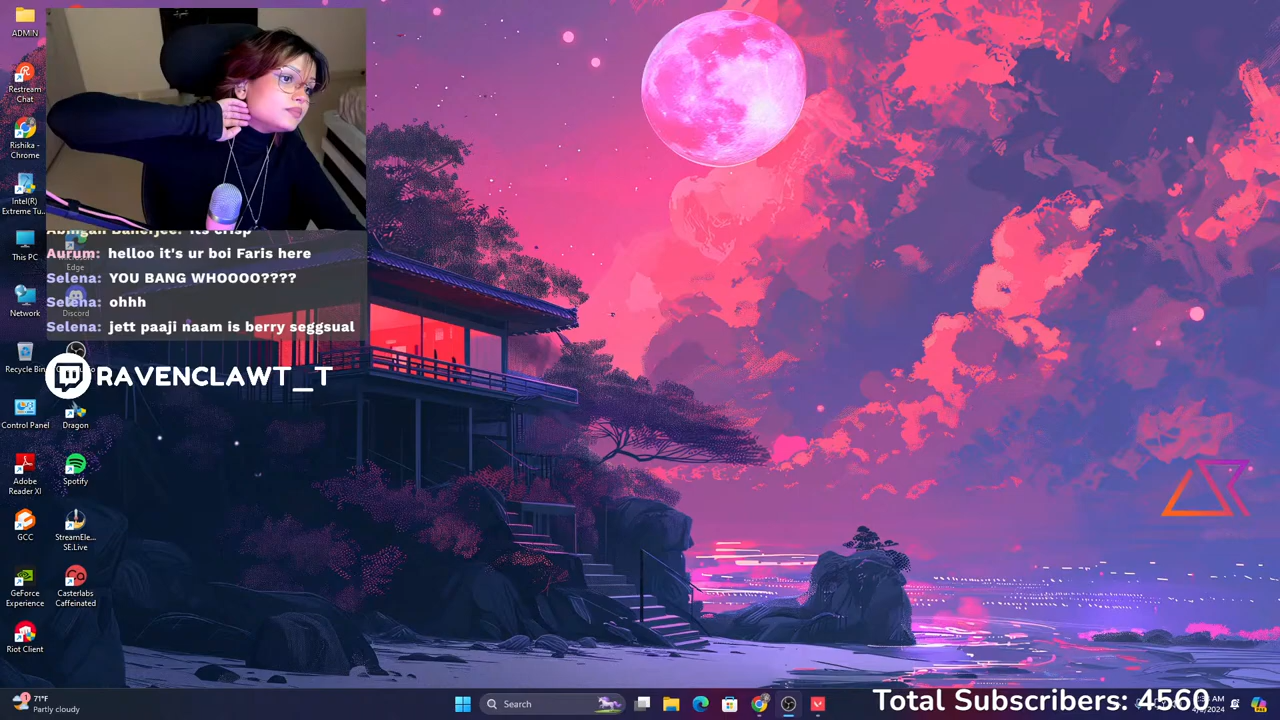 ADMIN
Restream
Chat
Rishika -
Chrome
Intel(R)
Extreme Tu...
This PC
Edge
Network
Discord
Recycle Bin
Control Panel
Dragon
Adobe
Reader XI
Spotify
GCC
StreamEle...
SE.Live
GeForce
Experience
Casterlabs
Caffeinated
Riot Client
Aurum: helloo it's ur boi Faris here
Selena: YOU BANG WHOOOO????
Selena: ohhh
Selena: jett paaji naam is berry seggsual
RAVENCLAWT_T
71°F
Partly cloudy
Search
Total Subscribers: 4560
AM